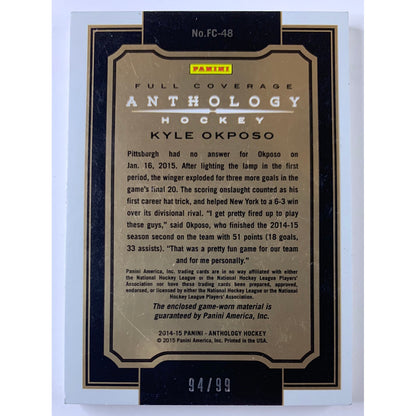 No.FC-48
PANINI
FULL COVERAGE
ANTHOLOGY
HOCKEY
KYLE OKPOSO
Pittsburgh had no answer for Okposo on
Jan. 16, 2015. After lighting the lamp in the first
period, the winger exploded for three more goals in
the game's final 20. The scoring onslaught counted as his
first career hat trick, and helped New York to a 6-3 win
over its divisional rival. "I get pretty fired up to play
these guys," said Okposo, who finished the 2014-15
season second on the team with 51 points (18 goals,
33 assists). "That was a pretty fun game for our team
and for me personally."
Panini America, Inc. trading cards are in no way affiliated with either
the National Hockey League or the National Hockey League Players'
Association nor have these trading cards been prepared, approved,
endorsed, or licensed by either the National Hockey League or the
National Hockey League Players' Association.
The enclosed game-worn material is
guaranteed by Panini America, Inc.
2014-15 PANINI - ANTHOLOGY HOCKEY
© 2015 Panini America, Inc. Printed in the USA.
94/99